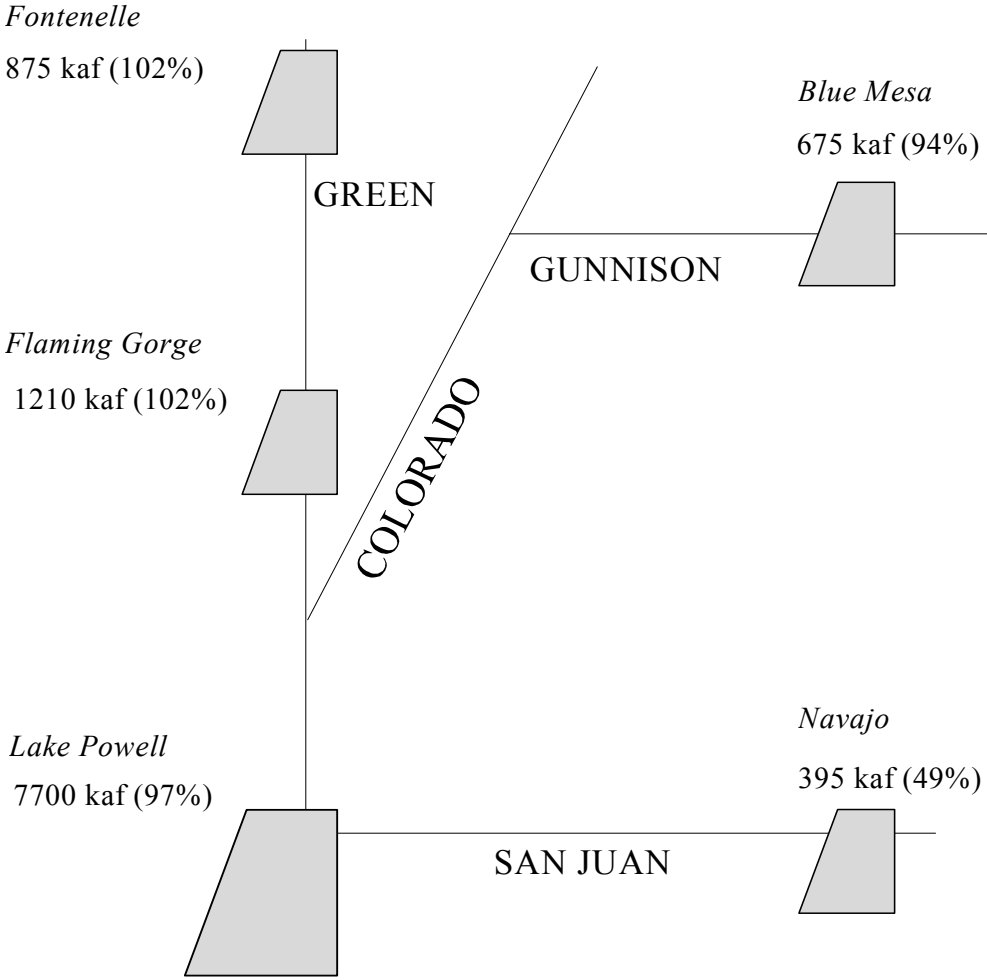 Fontenelle
875 kaf (102%)
Blue Mesa
675 kaf (94%)
GREEN
GUNNISON
Flaming Gorge
1210 kaf (102%)
COLORADO
Lake Powell
7700 kaf (97%)
Navajo
395 kaf (49%)
SAN JUAN